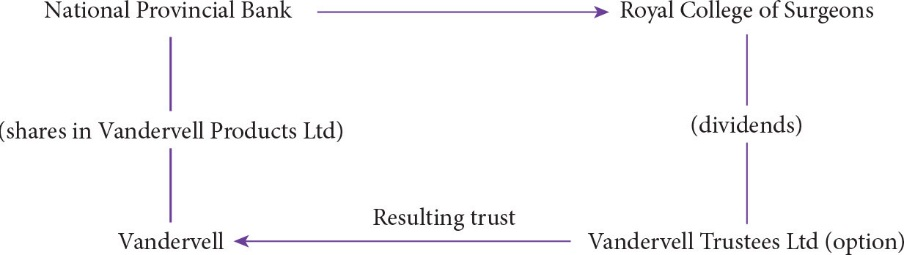 National Provincial Bank
Royal College of Surgeons
(shares in Vandervell Products Ltd)
(dividends)
Resulting trust
Vandervell
Vandervell Trustees Ltd (option)